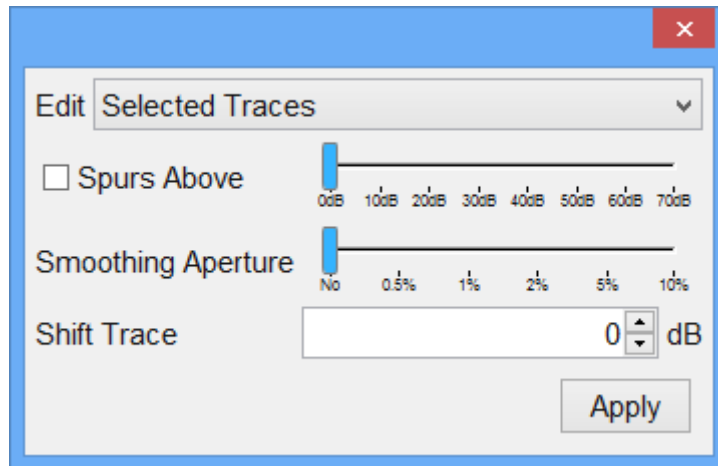 Edit Selected Traces
Spurs Above
0dB 10dB 20dB 30dB 40dB 50dB 60dB 70dB
Smoothing Aperture
No 0.5% 1% 2% 5% 10%
Shift Trace 0 dB
Apply